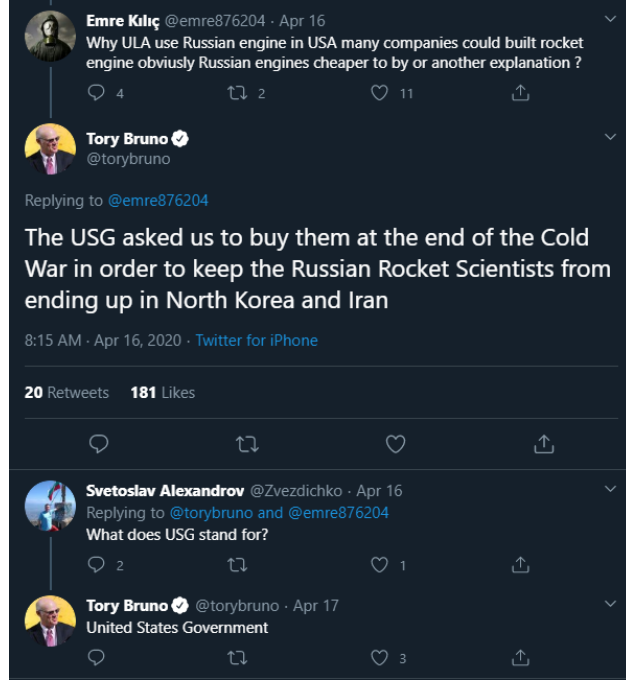 Emre Kılıç @emre876204 · Apr 16
Why ULA use Russian engine in USA many companies could built rocket
engine obviusly Russian engines cheaper to by or another explanation ?
4 2 11
Tory Bruno
@torybruno
Replying to @emre876204
The USG asked us to buy them at the end of the Cold
War in order to keep the Russian Rocket Scientists from
ending up in North Korea and Iran
8:15 AM · Apr 16, 2020 · Twitter for iPhone
20 Retweets 181 Likes
Svetoslav Alexandrov @Zvezdichko · Apr 16
Replying to @torybruno and @emre876204
What does USG stand for?
2 1
Tory Bruno @torybruno · Apr 17
United States Government
3